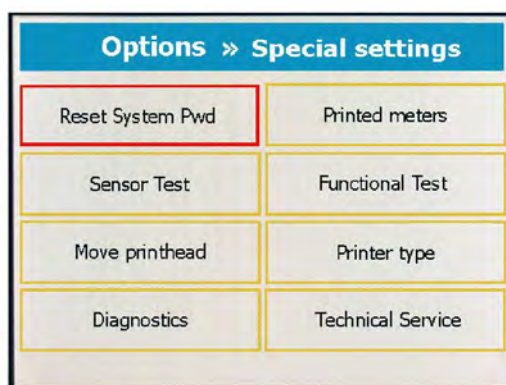 Options » Special settings
Reset System Pwd
Printed meters
Sensor Test
Functional Test
Move printhead
Printer type
Diagnostics
Technical Service